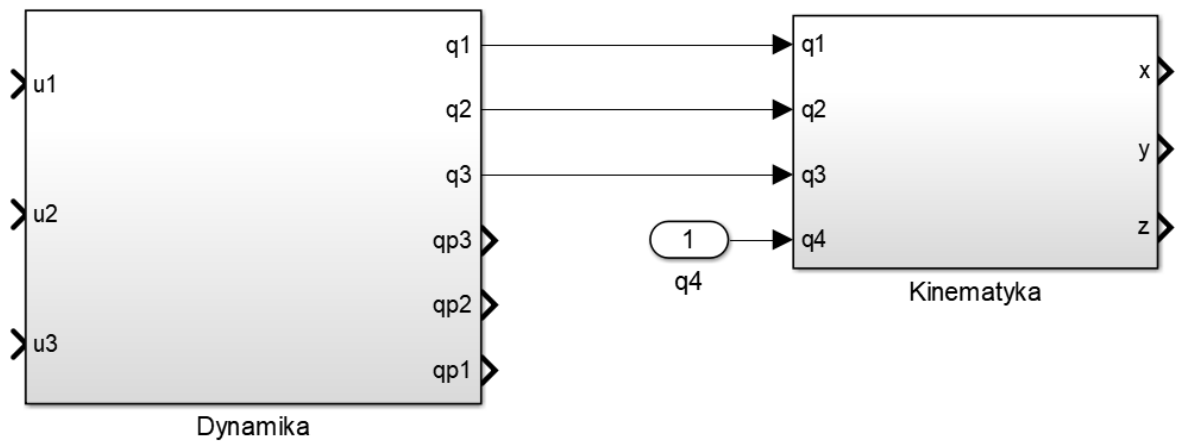 u1
u2
u3
q1
q2
q3
qp3
qp2
qp1
Dynamika
1
q4
q1
q2
q3
q4
x
y
z
Kinematyka